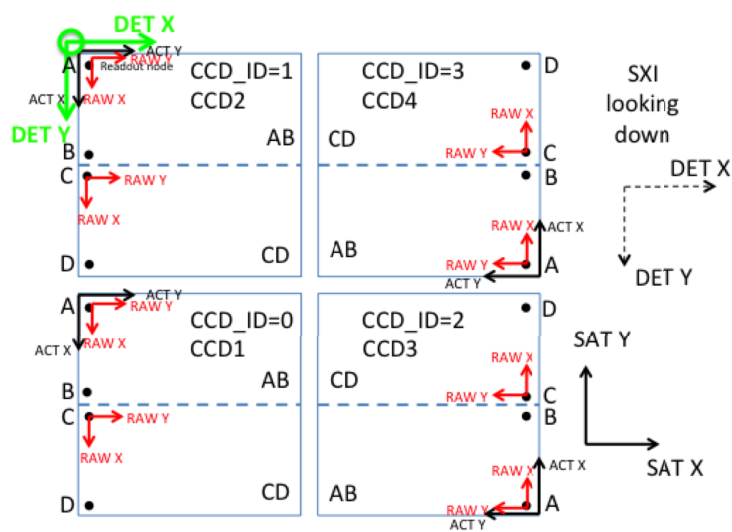 DET X
ACT Y
A
RAW Y
Readout node
ACT X
RAW X
DET Y
CCD_ID=1
CCD2
AB
B
C
RAW Y
RAW X
D
CD
CCD_ID=3
CCD4
D
CD
RAW X
RAW Y
C
B
RAW X
ACT X
AB
RAW Y
A
ACT Y
SXI
looking
down
DET X
DET Y
A
ACT Y
RAW Y
ACT X
RAW X
CCD_ID=0
CCD1
AB
B
C
RAW Y
RAW X
D
CD
CCD_ID=2
CCD3
D
RAW X
CD
RAW Y
C
B
RAW X
ACT X
AB
RAW Y
A
ACT Y
SAT Y
SAT X